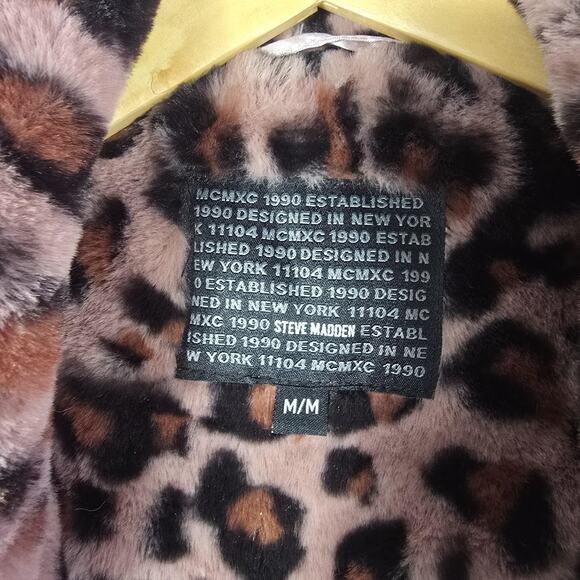 MCMXC 1990 ESTABLISHED
1990 DESIGNED IN NEW YOR
K 11104 MCMXC 1990 ESTAB
LISHED 1990 DESIGNED IN N
EW YORK 11104 MCMXC 199
0 ESTABLISHED 1990 DESIG
NED IN NEW YORK 11104 MC
MXC 1990 STEVE MADDEN ESTABL
ISHED 1990 DESIGNED IN NE
W YORK 11104 MCMXC 1990
M/M